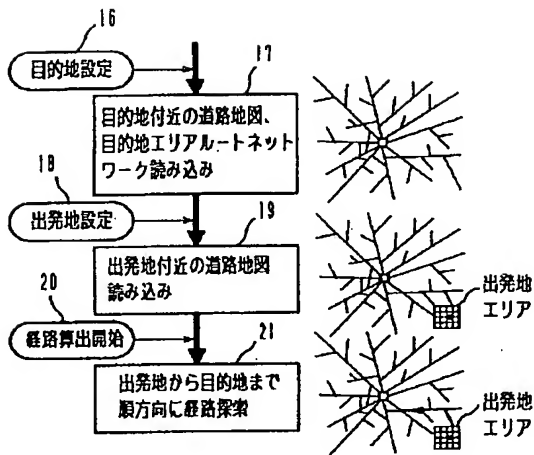 16
目的地設定
17
目的地付近の道路地図、
目的地エリアルートネット
ワーク読み込み
18
出発地設定
19
出発地付近の道路地図
読み込み
出発地
エリア
20
経路算出開始
21
出発地から目的地まで
順方向に経路探索
出発地
エリア